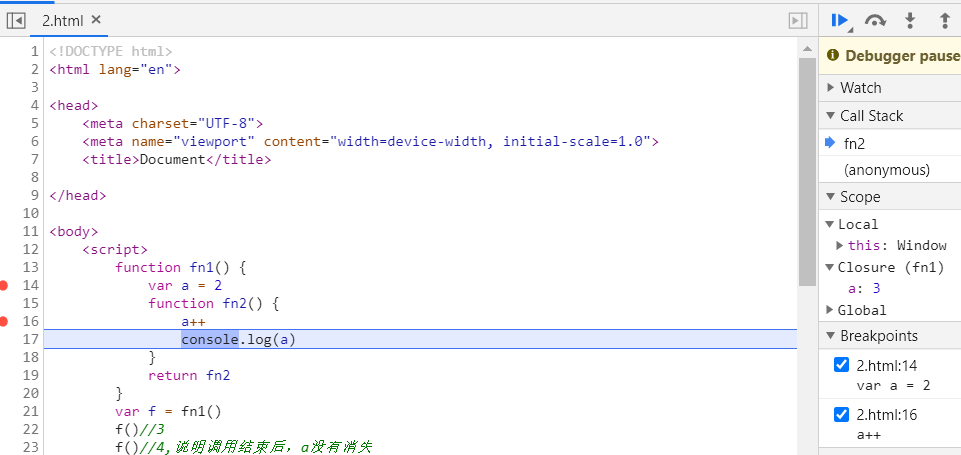 2.html ×
1 <!DOCTYPE html>
2 <html lang="en">
3
4 <head>
5     <meta charset="UTF-8">
6     <meta name="viewport" content="width=device-width, initial-scale=1.0">
7     <title>Document</title>
8
9 </head>
10
11 <body>
12     <script>
13         function fn1() {
14             var a = 2
15             function fn2() {
16                 a++
17                 console.log(a)
18             }
19             return fn2
20         }
21         var f = fn1()
22         f()//3
23         f()//4,说明调用结束后，a没有消失
Debugger pause
Watch
Call Stack
fn2
(anonymous)
Scope
Local
this: Window
Closure (fn1)
a: 3
Global
Breakpoints
2.html:14
var a = 2
2.html:16
a++